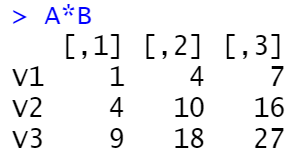 > A*B
[,1] [,2] [,3]
v1 1 4 7
v2 4 10 16
v3 9 18 27